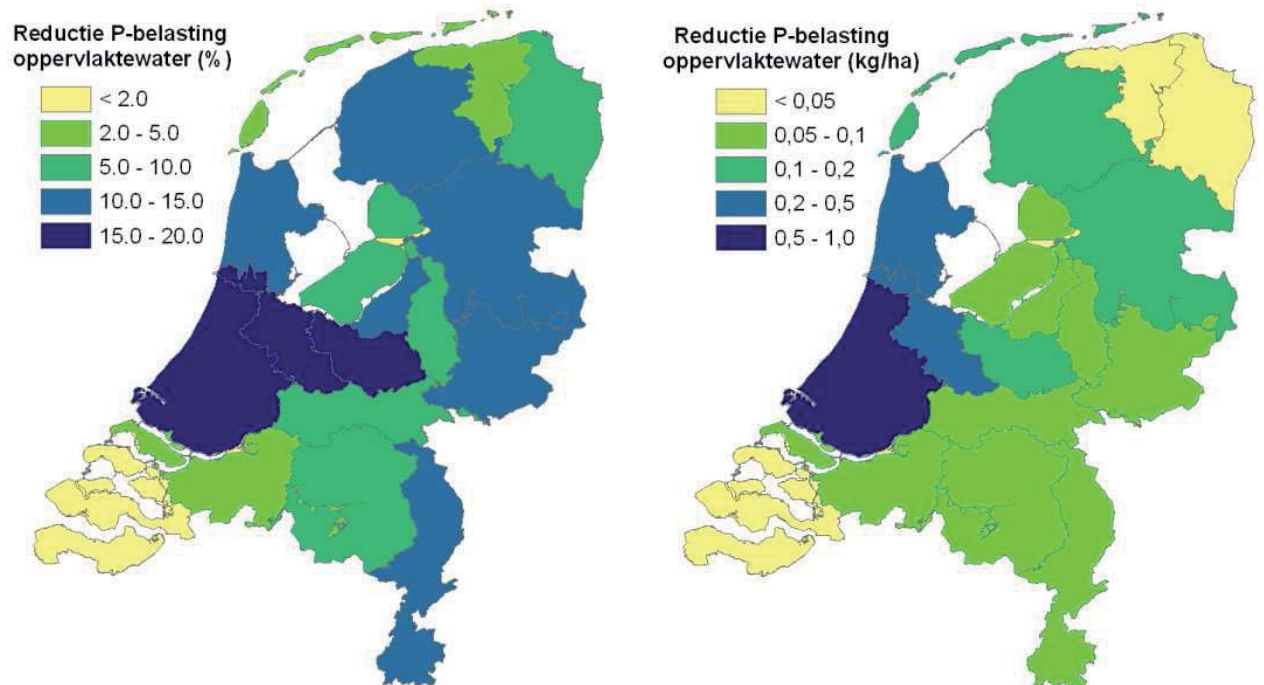 Reductie P-belasting
oppervlaktewater (%)
< 2.0
2.0 - 5.0
5.0 - 10.0
10.0 - 15.0
15.0 - 20.0
Reductie P-belasting
oppervlaktewater (kg/ha)
< 0,05
0,05 - 0,1
0,1 - 0,2
0,2 - 0,5
0,5 - 1,0